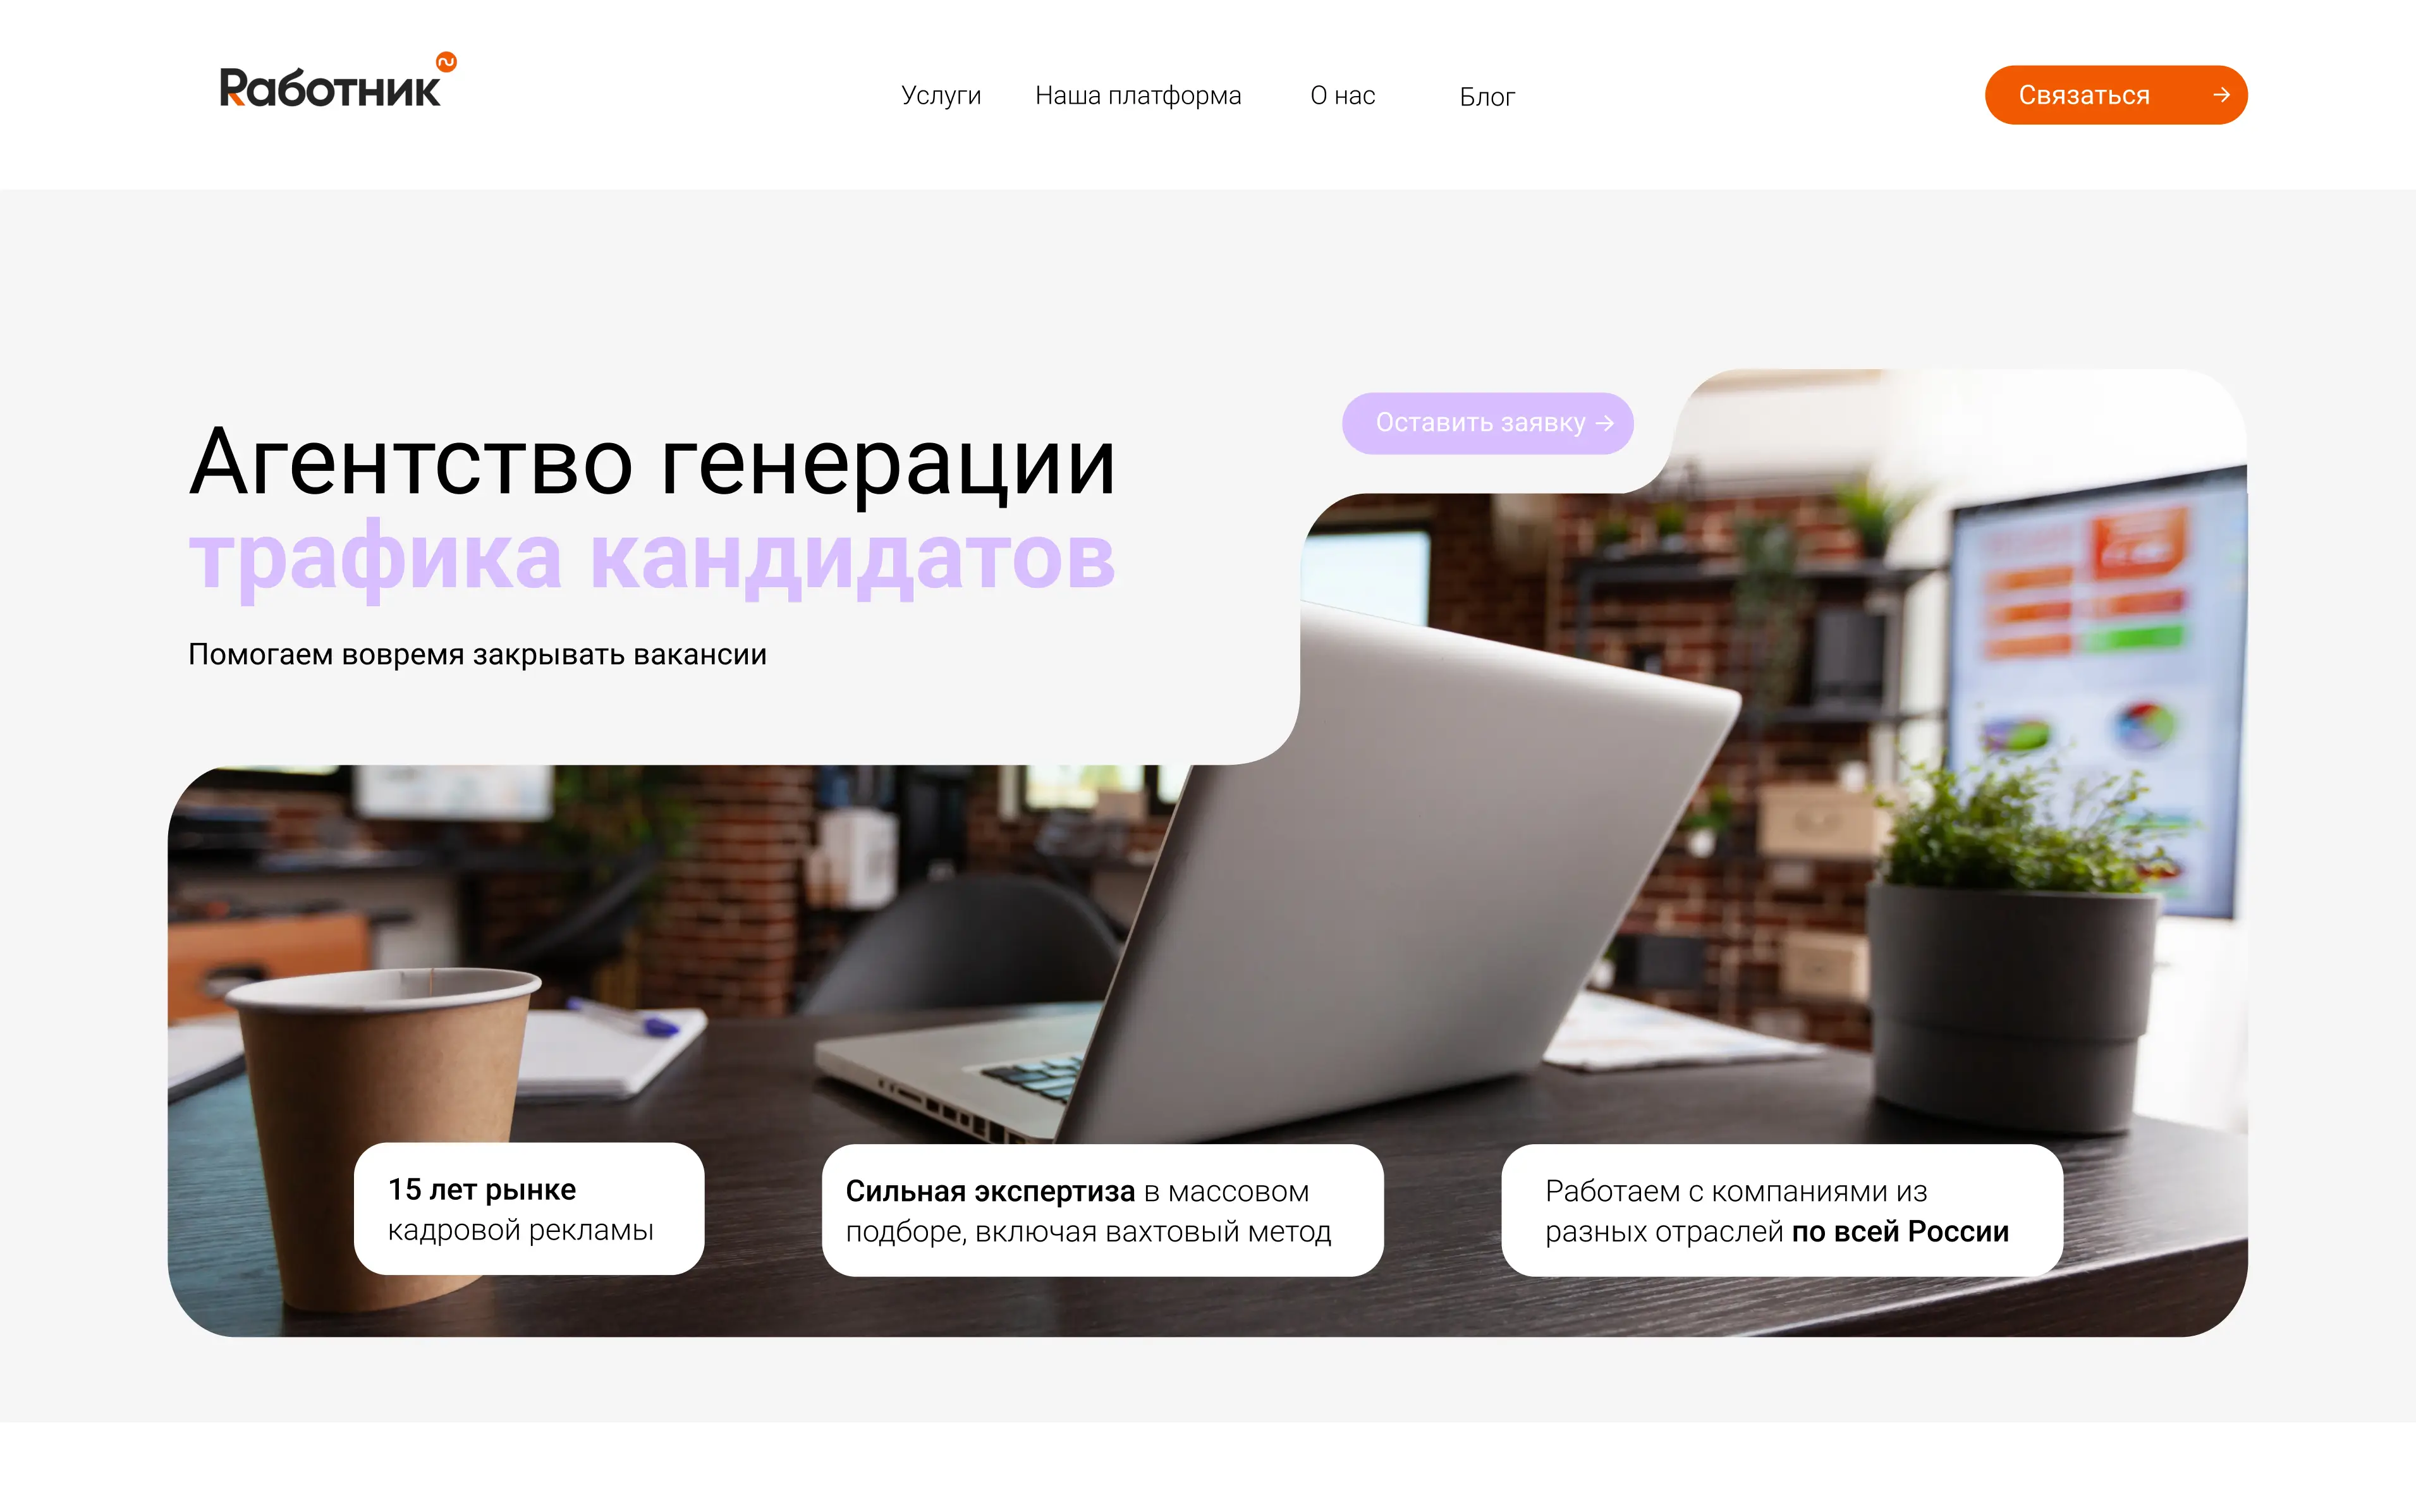 Rаботник
Услуги
Наша платформа
О нас
Блог
Связаться →
Оставить заявку →
Агентство генерации
трафика кандидатов
Помогаем вовремя закрывать вакансии
15 лет рынке
кадровой рекламы
Сильная экспертиза в массовом
подборе, включая вахтовый метод
Работаем с компаниями из
разных отраслей по всей России